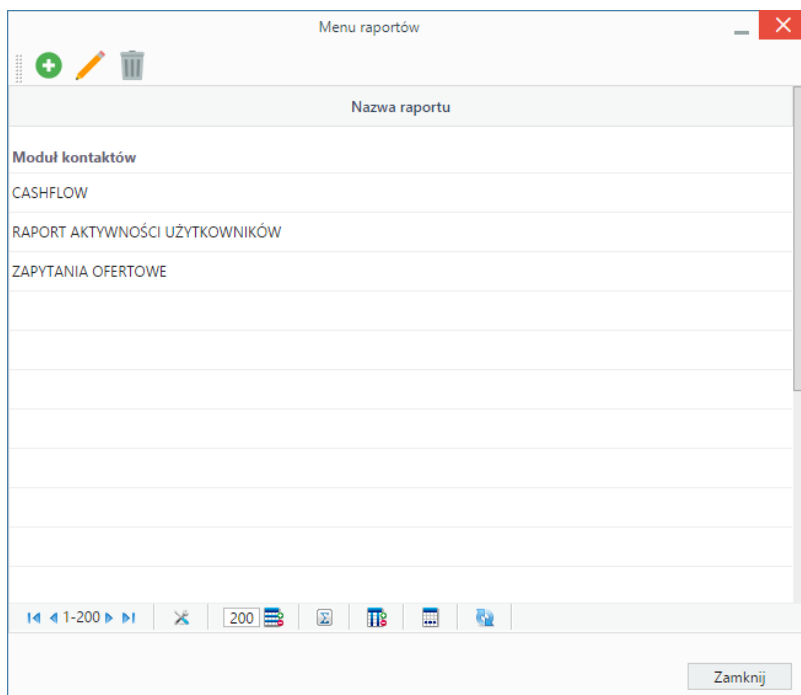 Menu raportów
Nazwa raportu
Moduł kontaktów
CASHFLOW
RAPORT AKTYWNOŚCI UŻYTKOWNIKÓW
ZAPYTANIA OFERTOWE
1-200 200
Zamknij